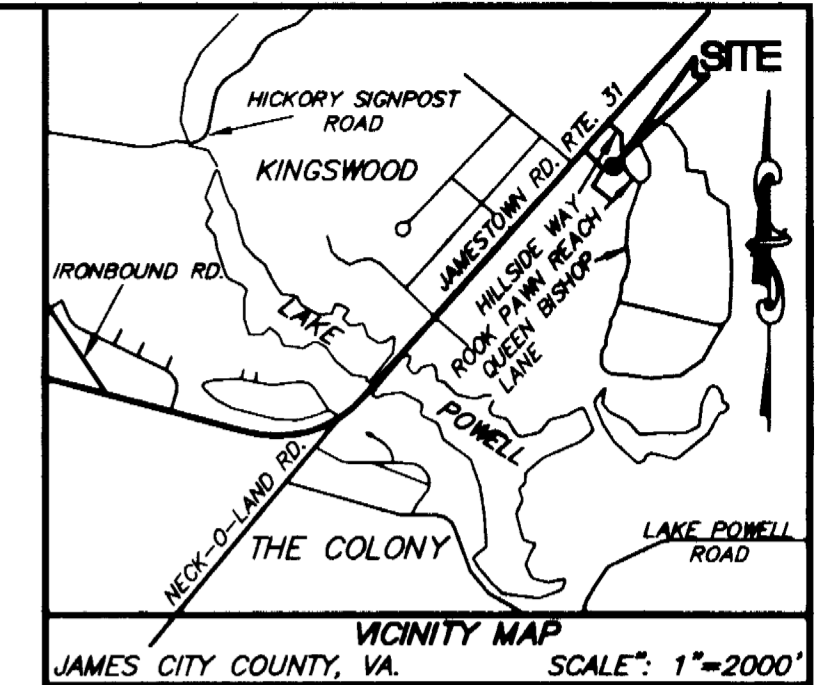 SITE
HICKORY SIGNPOST
ROAD
KINGSWOOD
JAMESTOWN RD. RTE. 31
HILLSIDE WAY
ROOK PAWN REACH
QUEEN BISHOP
LANE
IRONBOUND RD.
LAKE
POWELL
NECK-O-LAND RD.
THE COLONY
LAKE POWELL
ROAD
VICINITY MAP
JAMES CITY COUNTY, VA.
SCALE": 1"=2000'